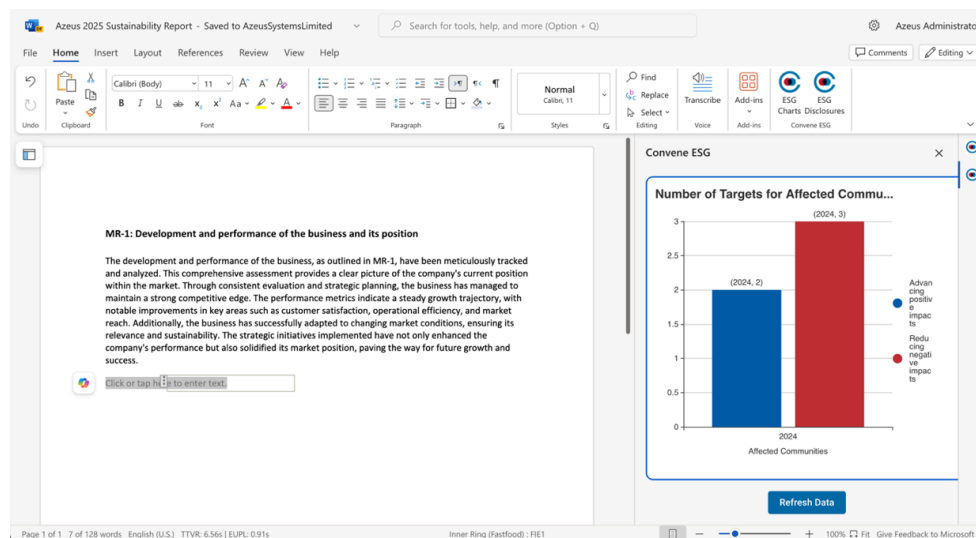 Azeus 2025 Sustainability Report - Saved to AzeusSystemsLimited
Search for tools, help, and more (Option + Q)
Azeus Administrato
File Home Insert Layout References Review View Help
Comments Editing
Paste
Calibri (Body) 11
Normal
Calibri, 11
Find
Replace
Select
Transcribe
Add-ins
ESG Charts
ESG Disclosures
Undo Clipboard Font Paragraph Styles Editing Voice Add-ins Convene ESG
MR-1: Development and performance of the business and its position
The development and performance of the business, as outlined in MR-1, have been meticulously tracked
and analyzed. This comprehensive assessment provides a clear picture of the company's current position
within the market. Through consistent evaluation and strategic planning, the business has managed to
maintain a strong competitive edge. The performance metrics indicate a steady growth trajectory, with
notable improvements in key areas such as customer satisfaction, operational efficiency, and market
reach. Additionally, the business has successfully adapted to changing market conditions, ensuring its
relevance and sustainability. The strategic initiatives implemented have not only enhanced the
company's performance but also solidified its market position, paving the way for future growth and
success.
Click or tap here to enter text.
Convene ESG
Number of Targets for Affected Commu...
(2024, 3)
(2024, 2)
3
2.5
2
1.5
1
0.5
0
2024
Affected Communities
Advan
cing
positiv
e
impac
ts
Redu
cing
negati
ve
impac
ts
Refresh Data
Page 1 of 1 7 of 128 words English (U.S.) TTVR: 6.56s | EUPL: 0.91s
Inner Ring (Fastfood) : FIE1
100% Fit Give Feedback to Microsoft